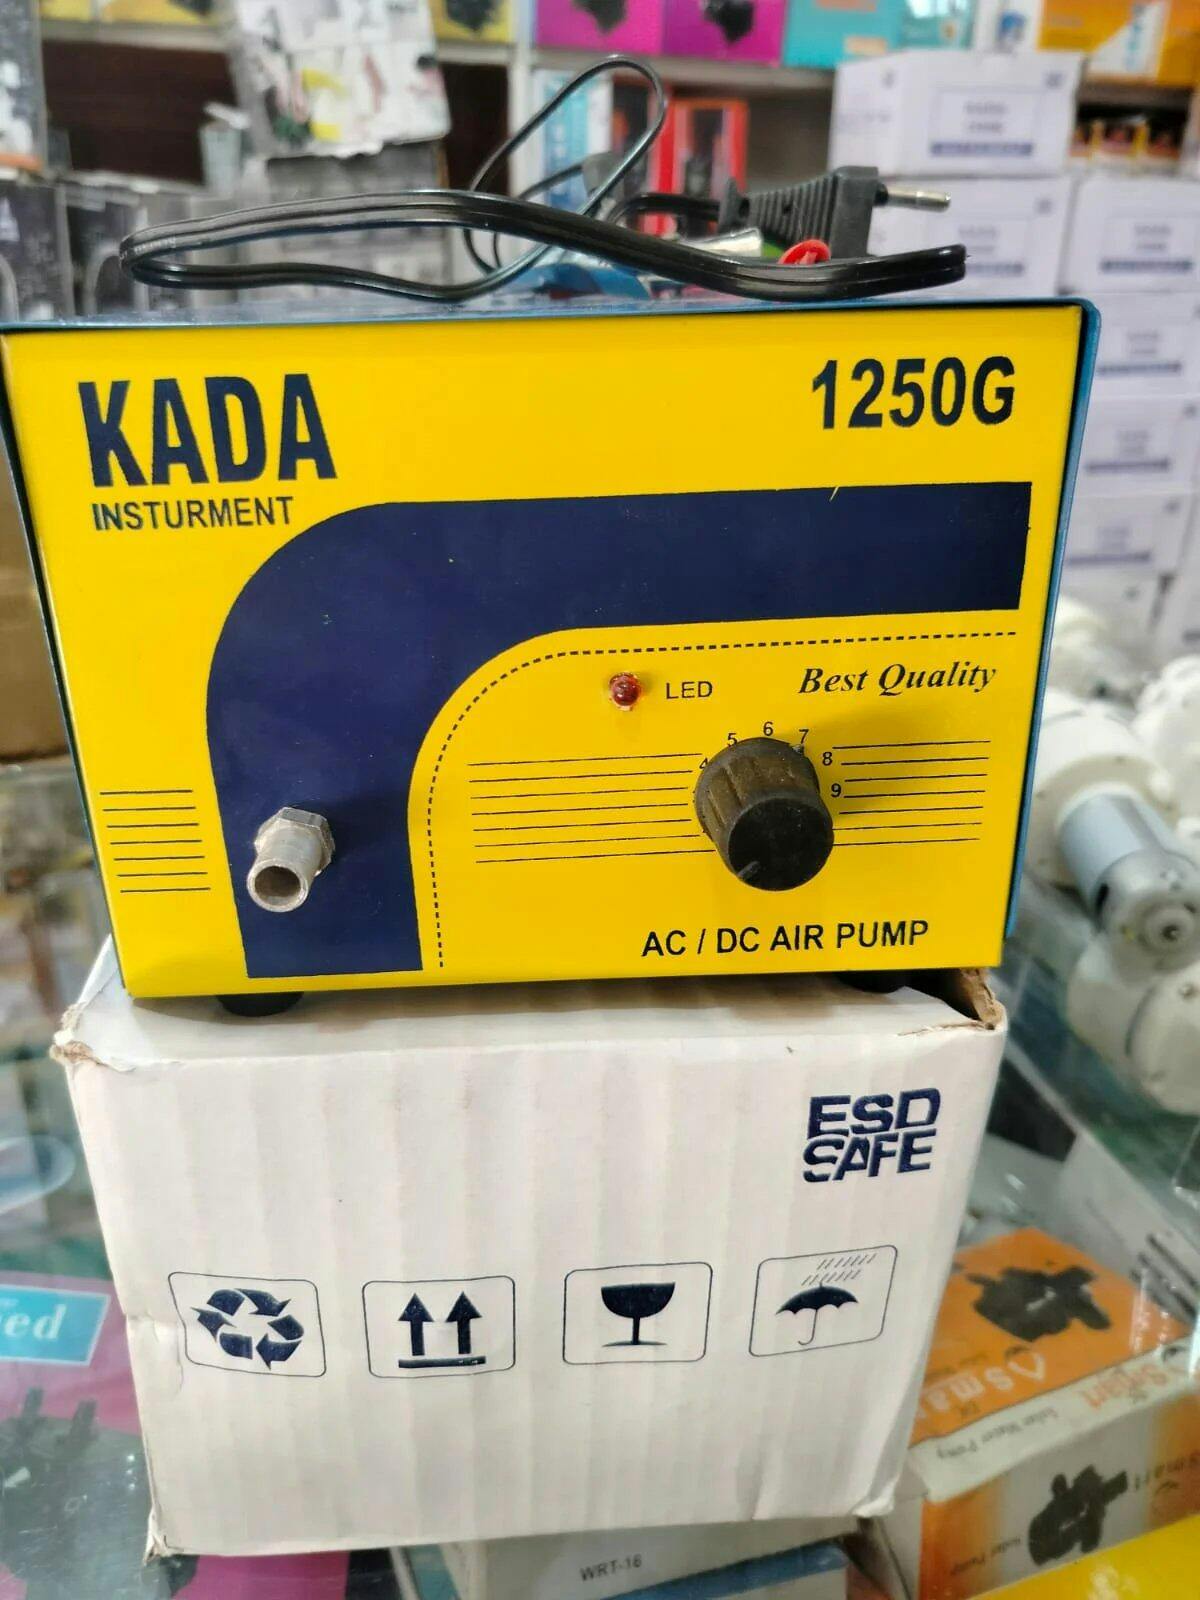 KADA
INSTURMENT
1250G
LED
Best Quality
4
5
6
7
8
9
AC / DC AIR PUMP
ESD
SAFE
WRT-16